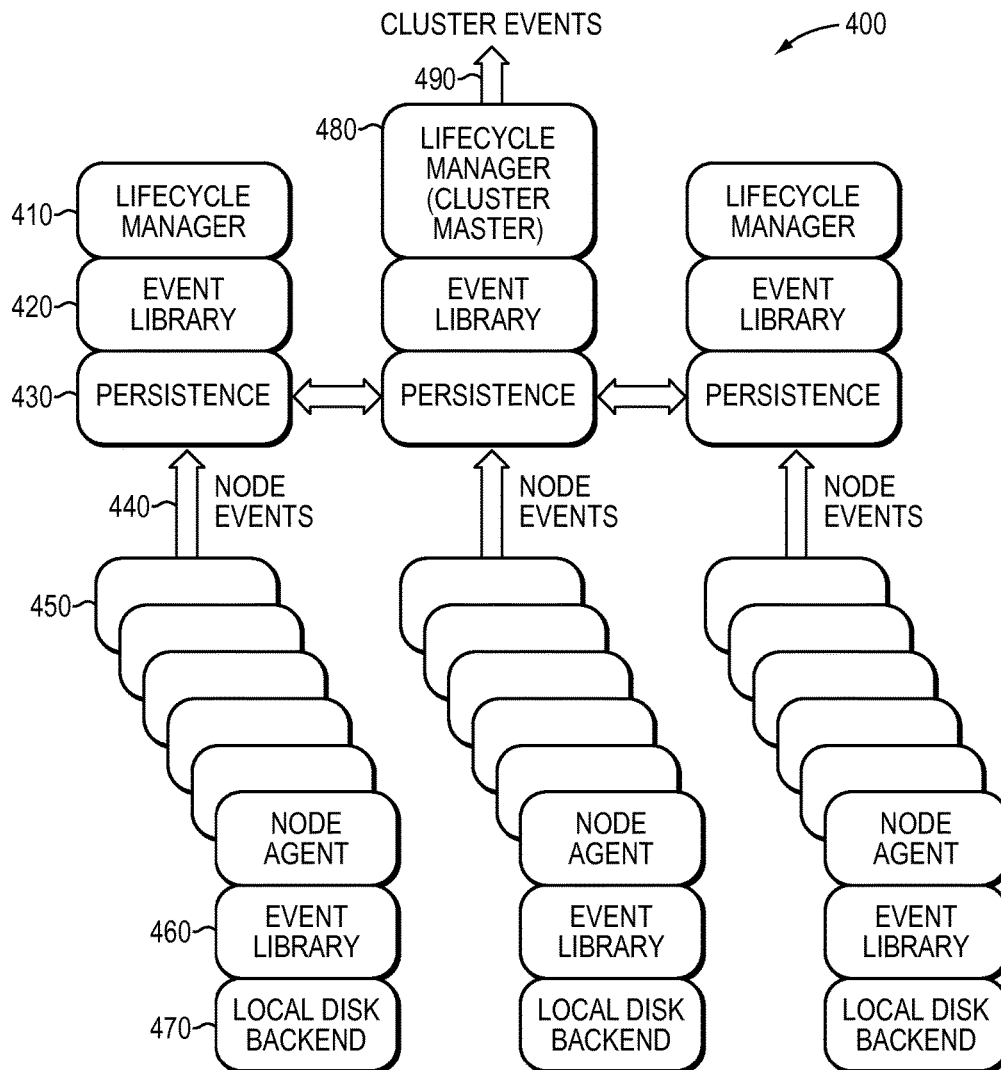 CLUSTER EVENTS
400
490
480
LIFECYCLE
MANAGER
(CLUSTER
MASTER)
410
LIFECYCLE
MANAGER
LIFECYCLE
MANAGER
420
EVENT
LIBRARY
EVENT
LIBRARY
EVENT
LIBRARY
430
PERSISTENCE
PERSISTENCE
PERSISTENCE
440
NODE
EVENTS
NODE
EVENTS
NODE
EVENTS
450
NODE
AGENT
NODE
AGENT
NODE
AGENT
460
EVENT
LIBRARY
EVENT
LIBRARY
EVENT
LIBRARY
470
LOCAL DISK
BACKEND
LOCAL DISK
BACKEND
LOCAL DISK
BACKEND